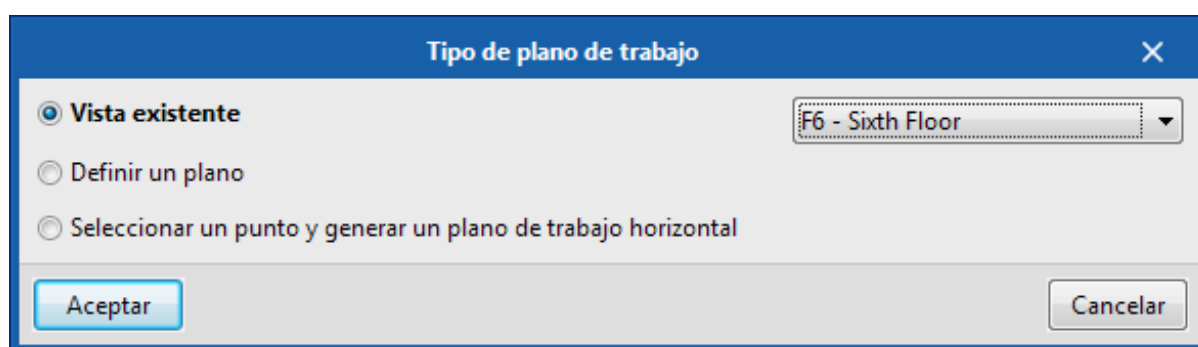 Tipo de plano de trabajo
Vista existente
F6 - Sixth Floor
Definir un plano
Seleccionar un punto y generar un plano de trabajo horizontal
Aceptar
Cancelar